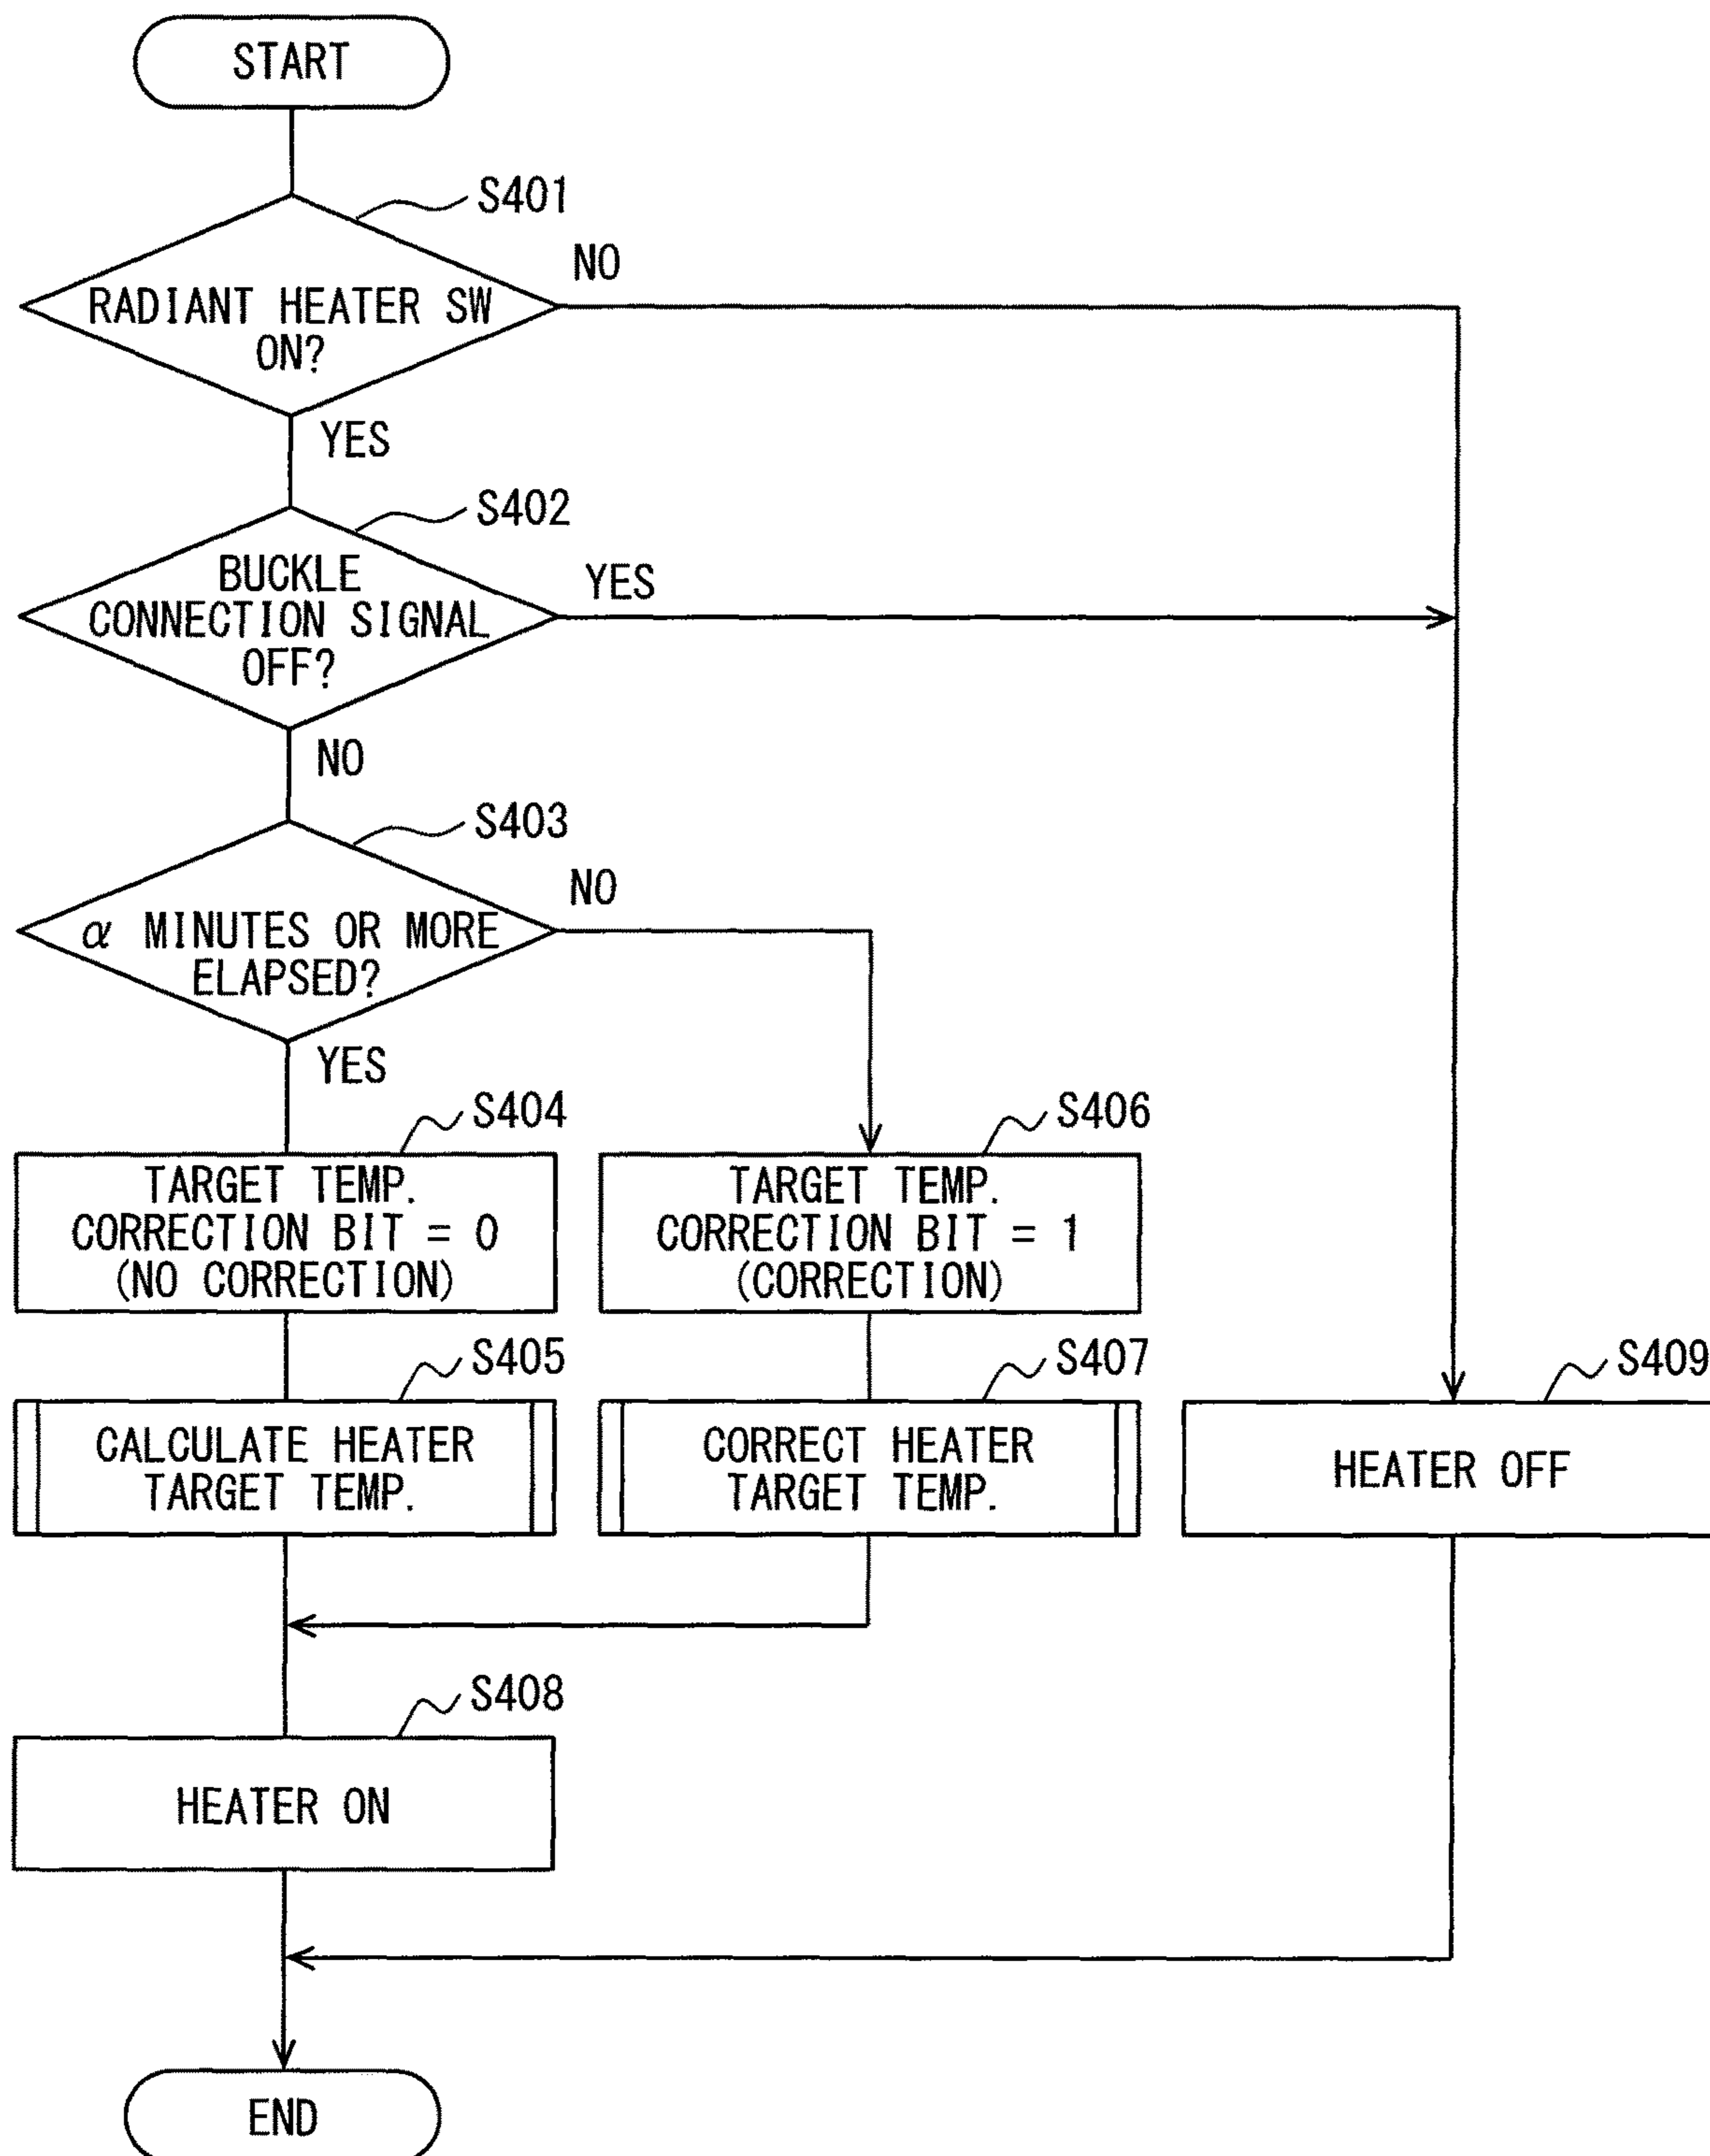 START
S401
NO
RADIANT HEATER SW
ON?
YES
S402
BUCKLE
CONNECTION SIGNAL
OFF?
YES
NO
S403
NO
α MINUTES OR MORE
ELAPSED?
YES
S404
TARGET TEMP.
CORRECTION BIT = 0
(NO CORRECTION)
S406
TARGET TEMP.
CORRECTION BIT = 1
(CORRECTION)
S405
CALCULATE HEATER
TARGET TEMP.
S407
CORRECT HEATER
TARGET TEMP.
S409
HEATER OFF
S408
HEATER ON
END